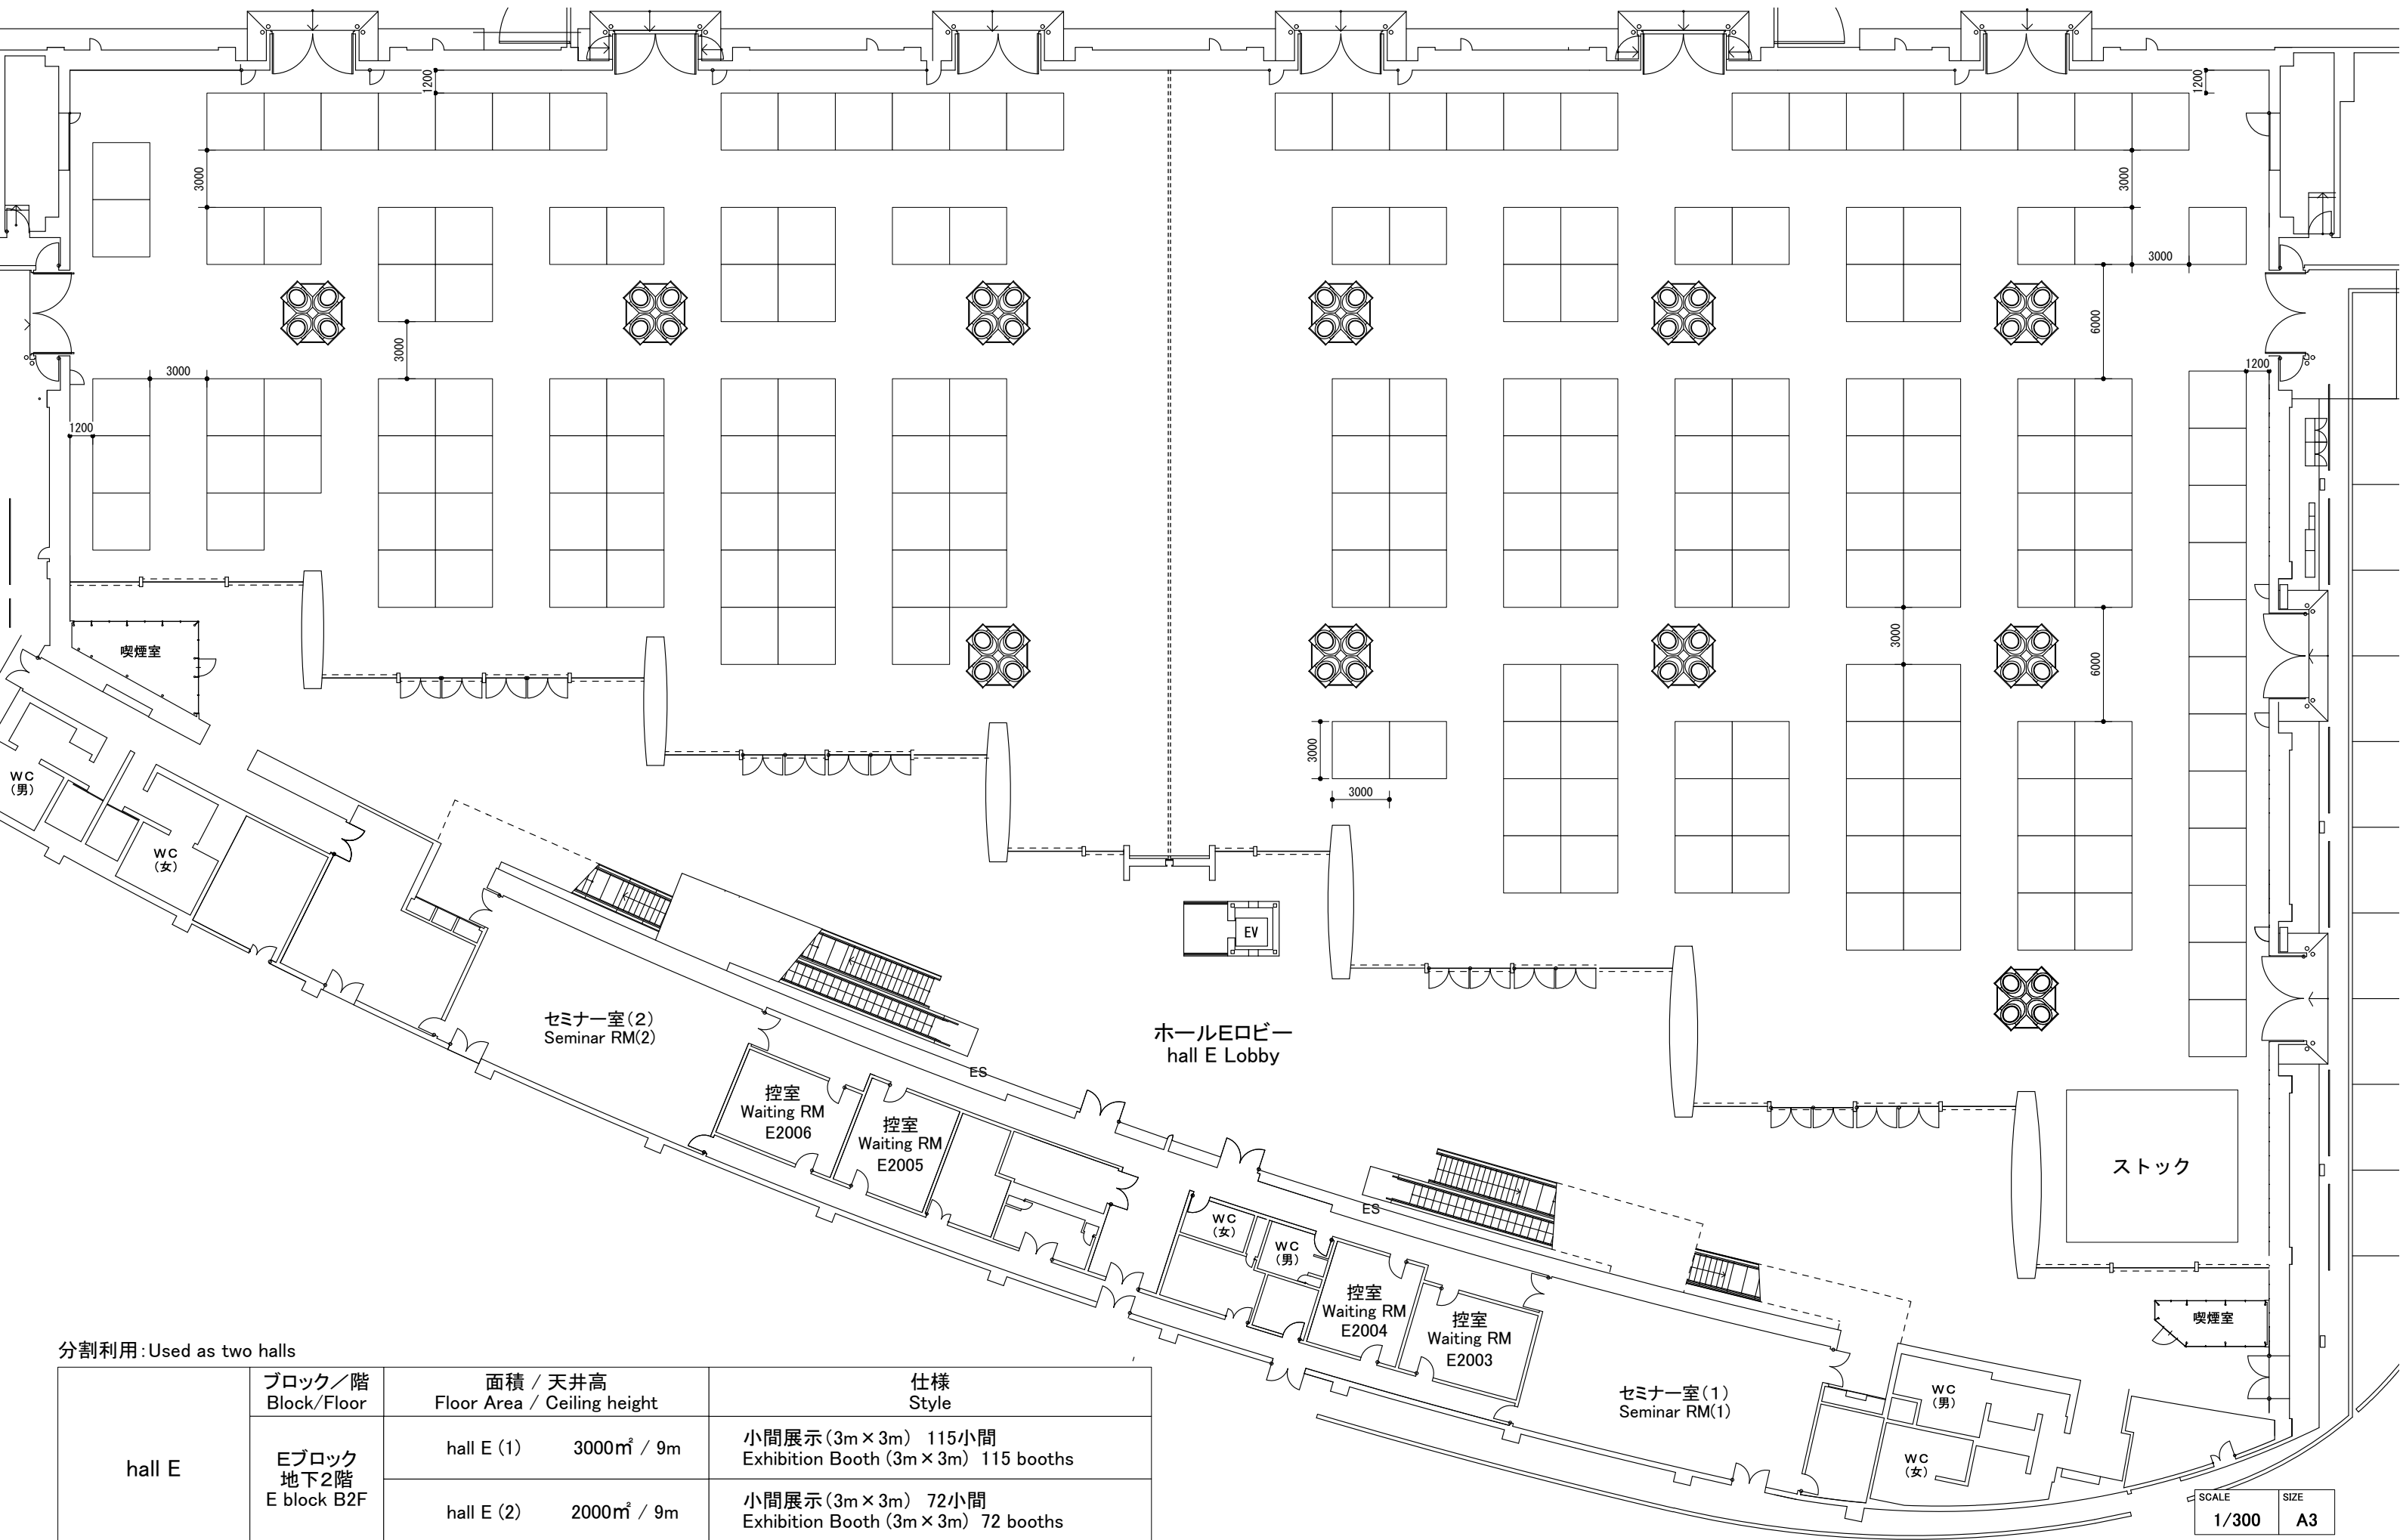 1200
1200
3000
3000
3000
6000
3000
3000
1200
1200
3000
6000
3000
3000
喫煙室
WC
(男)
WC
(女)
EV
セミナー室(2)
Seminar RM(2)
ホールEロビー
hall E Lobby
ES
控室
Waiting RM
E2006
控室
Waiting RM
E2005
ストック
ES
WC
(女)
WC
(男)
控室
Waiting RM
E2004
控室
Waiting RM
E2003
喫煙室
セミナー室(1)
Seminar RM(1)
WC
(男)
WC
(女)
分割利用:Used as two halls
hall E
ブロック/階
Block/Floor
面積 / 天井高
Floor Area / Ceiling height
仕様
Style
Eブロック
地下2階
E block B2F
hall E (1) 3000㎡ / 9m
小間展示(3m×3m) 115小間
Exhibition Booth (3m×3m) 115 booths
hall E (2) 2000㎡ / 9m
小間展示(3m×3m) 72小間
Exhibition Booth (3m×3m) 72 booths
SCALE
1/300
SIZE
A3